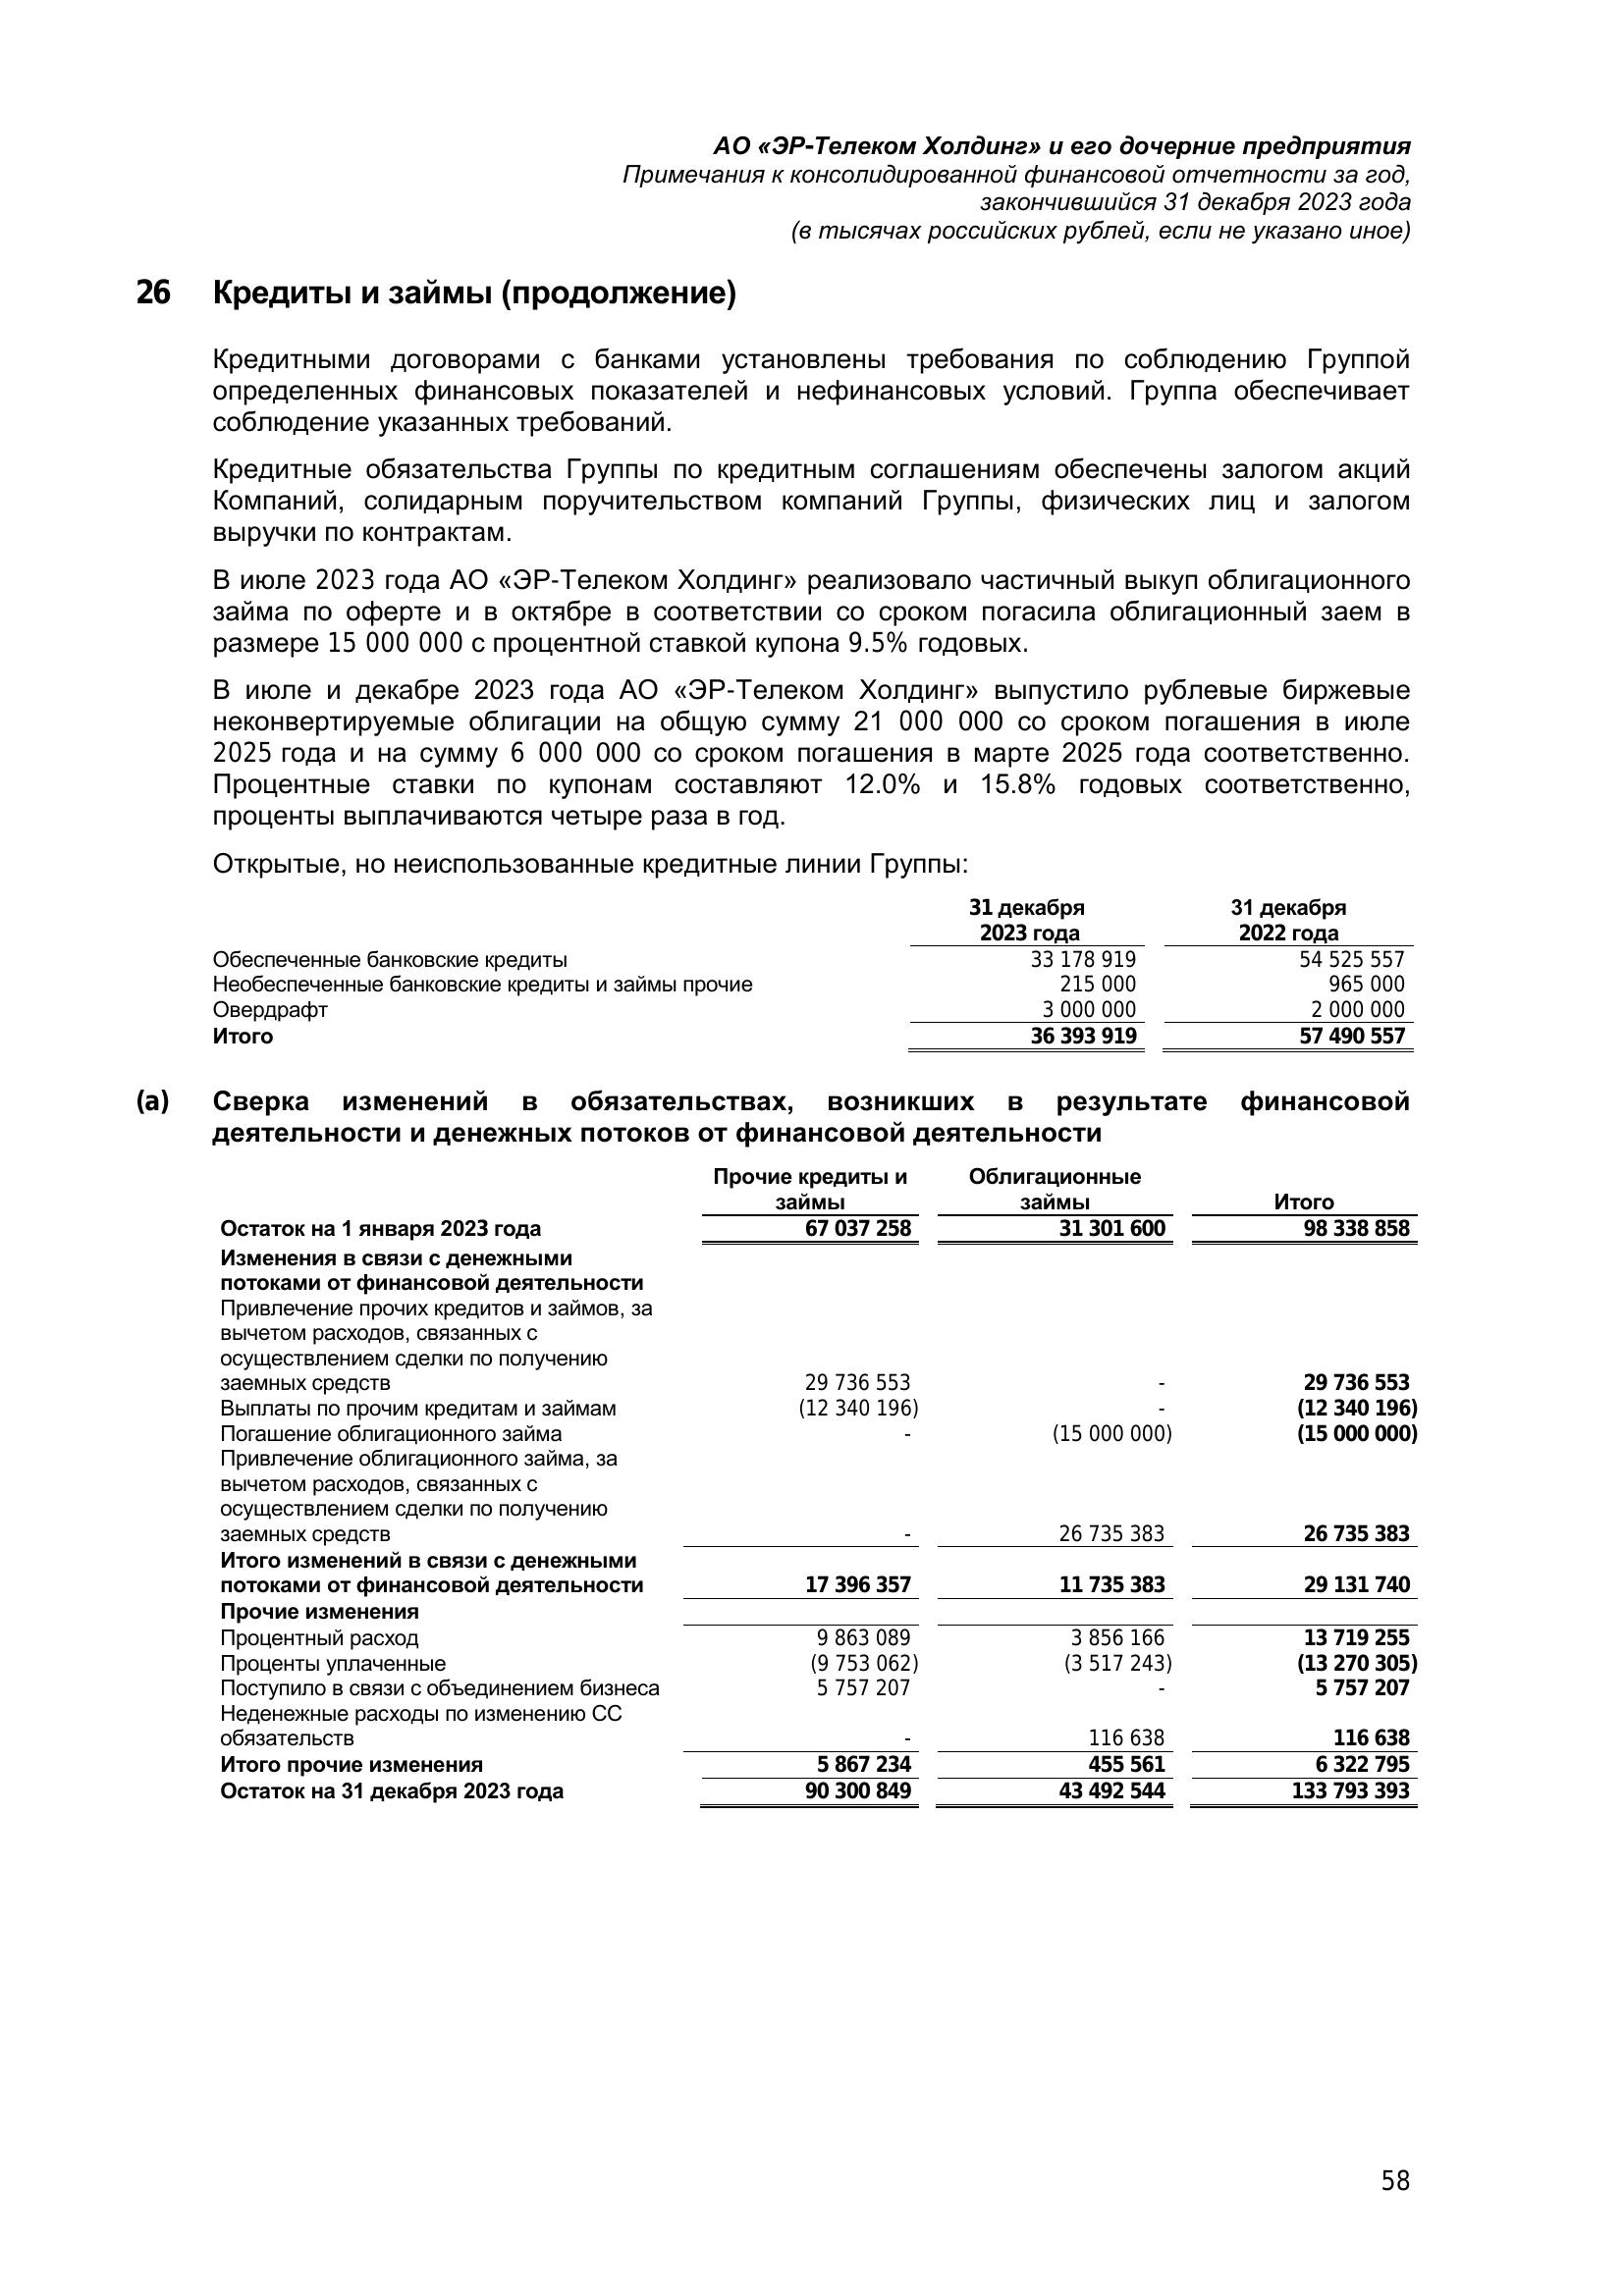 АО «ЭР-Телеком Холдинг» и его дочерние предприятия
Примечания к консолидированной финансовой отчетности за год,
закончившийся 31 декабря 2023 года
(в тысячах российских рублей, если не указано иное)
26 Кредиты и займы (продолжение)
Кредитными договорами с банками установлены требования по соблюдению Группой
определенных финансовых показателей и нефинансовых условий. Группа обеспечивает
соблюдение указанных требований.
Кредитные обязательства Группы по кредитным соглашениям обеспечены залогом акций
Компаний, солидарным поручительством компаний Группы, физических лиц и залогом
выручки по контрактам.
В июле 2023 года АО «ЭР-Телеком Холдинг» реализовало частичный выкуп облигационного
займа по оферте и в октябре в соответствии со сроком погасила облигационный заем в
размере 15 000 000 с процентной ставкой купона 9.5% годовых.
В июле и декабре 2023 года АО «ЭР-Телеком Холдинг» выпустило рублевые биржевые
неконвертируемые облигации на общую сумму 21 000 000 со сроком погашения в июле
2025 года и на сумму 6 000 000 со сроком погашения в марте 2025 года соответственно.
Процентные ставки по купонам составляют 12.0% и 15.8% годовых соответственно,
проценты выплачиваются четыре раза в год.
Открытые, но неиспользованные кредитные линии Группы:
31 декабря 31 декабря
2023 года 2022 года
Обеспеченные банковские кредиты 33 178 919 54 525 557
Необеспеченные банковские кредиты и займы прочие 215 000 965 000
Овердрафт 3 000 000 2 000 000
Итого 36 393 919 57 490 557
(а) Сверка изменений в обязательствах, возникших в результате финансовой
деятельности и денежных потоков от финансовой деятельности
Прочие кредиты и Облигационные
займы займы Итого
Остаток на 1 января 2023 года 67 037 258 31 301 600 98 338 858
Изменения в связи с денежными
потоками от финансовой деятельности
Привлечение прочих кредитов и займов, за
вычетом расходов, связанных с
осуществлением сделки по получению
заемных средств 29 736 553 - 29 736 553
Выплаты по прочим кредитам и займам (12 340 196) - (12 340 196)
Погашение облигационного займа - (15 000 000) (15 000 000)
Привлечение облигационного займа, за
вычетом расходов, связанных с
осуществлением сделки по получению
заемных средств - 26 735 383 26 735 383
Итого изменений в связи с денежными
потоками от финансовой деятельности 17 396 357 11 735 383 29 131 740
Прочие изменения
Процентный расход 9 863 089 3 856 166 13 719 255
Проценты уплаченные (9 753 062) (3 517 243) (13 270 305)
Поступило в связи с объединением бизнеса 5 757 207 - 5 757 207
Неденежные расходы по изменению СС
обязательств - 116 638 116 638
Итого прочие изменения 5 867 234 455 561 6 322 795
Остаток на 31 декабря 2023 года 90 300 849 43 492 544 133 793 393
58